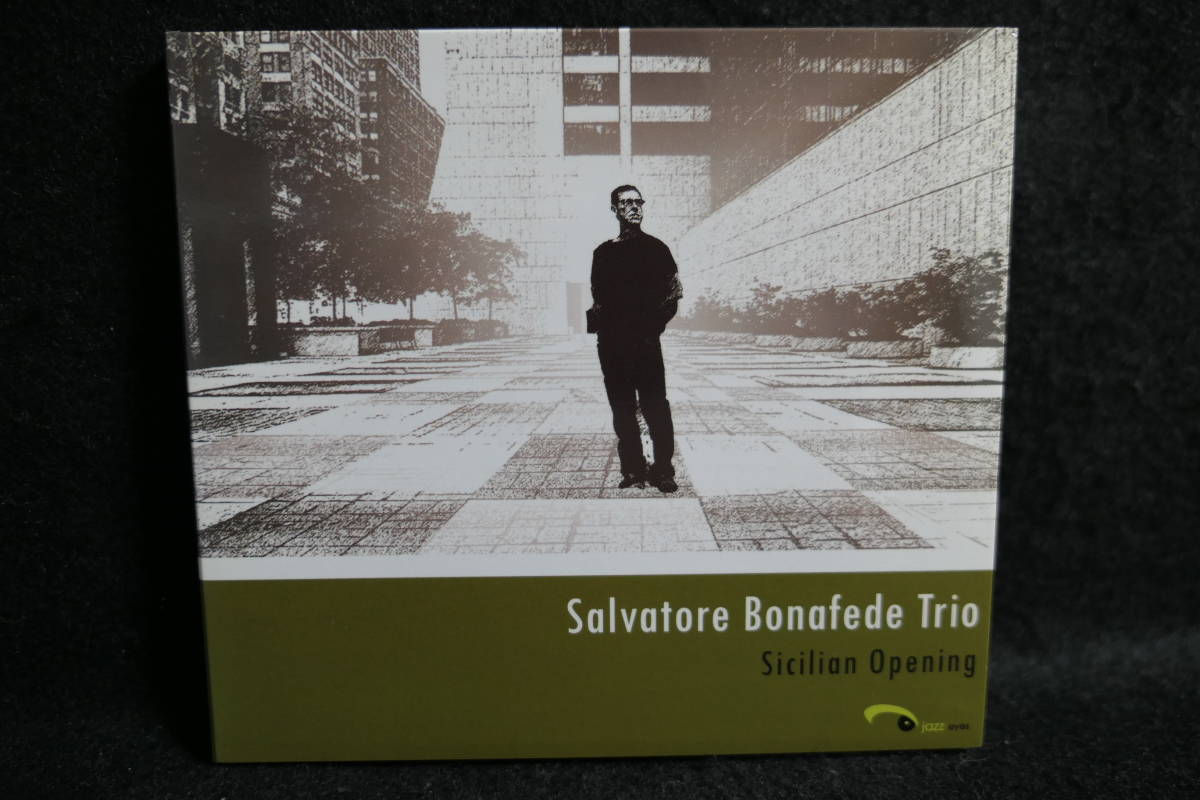 Salvatore Bonafede Trio
Sicilian Opening
jazz eyes